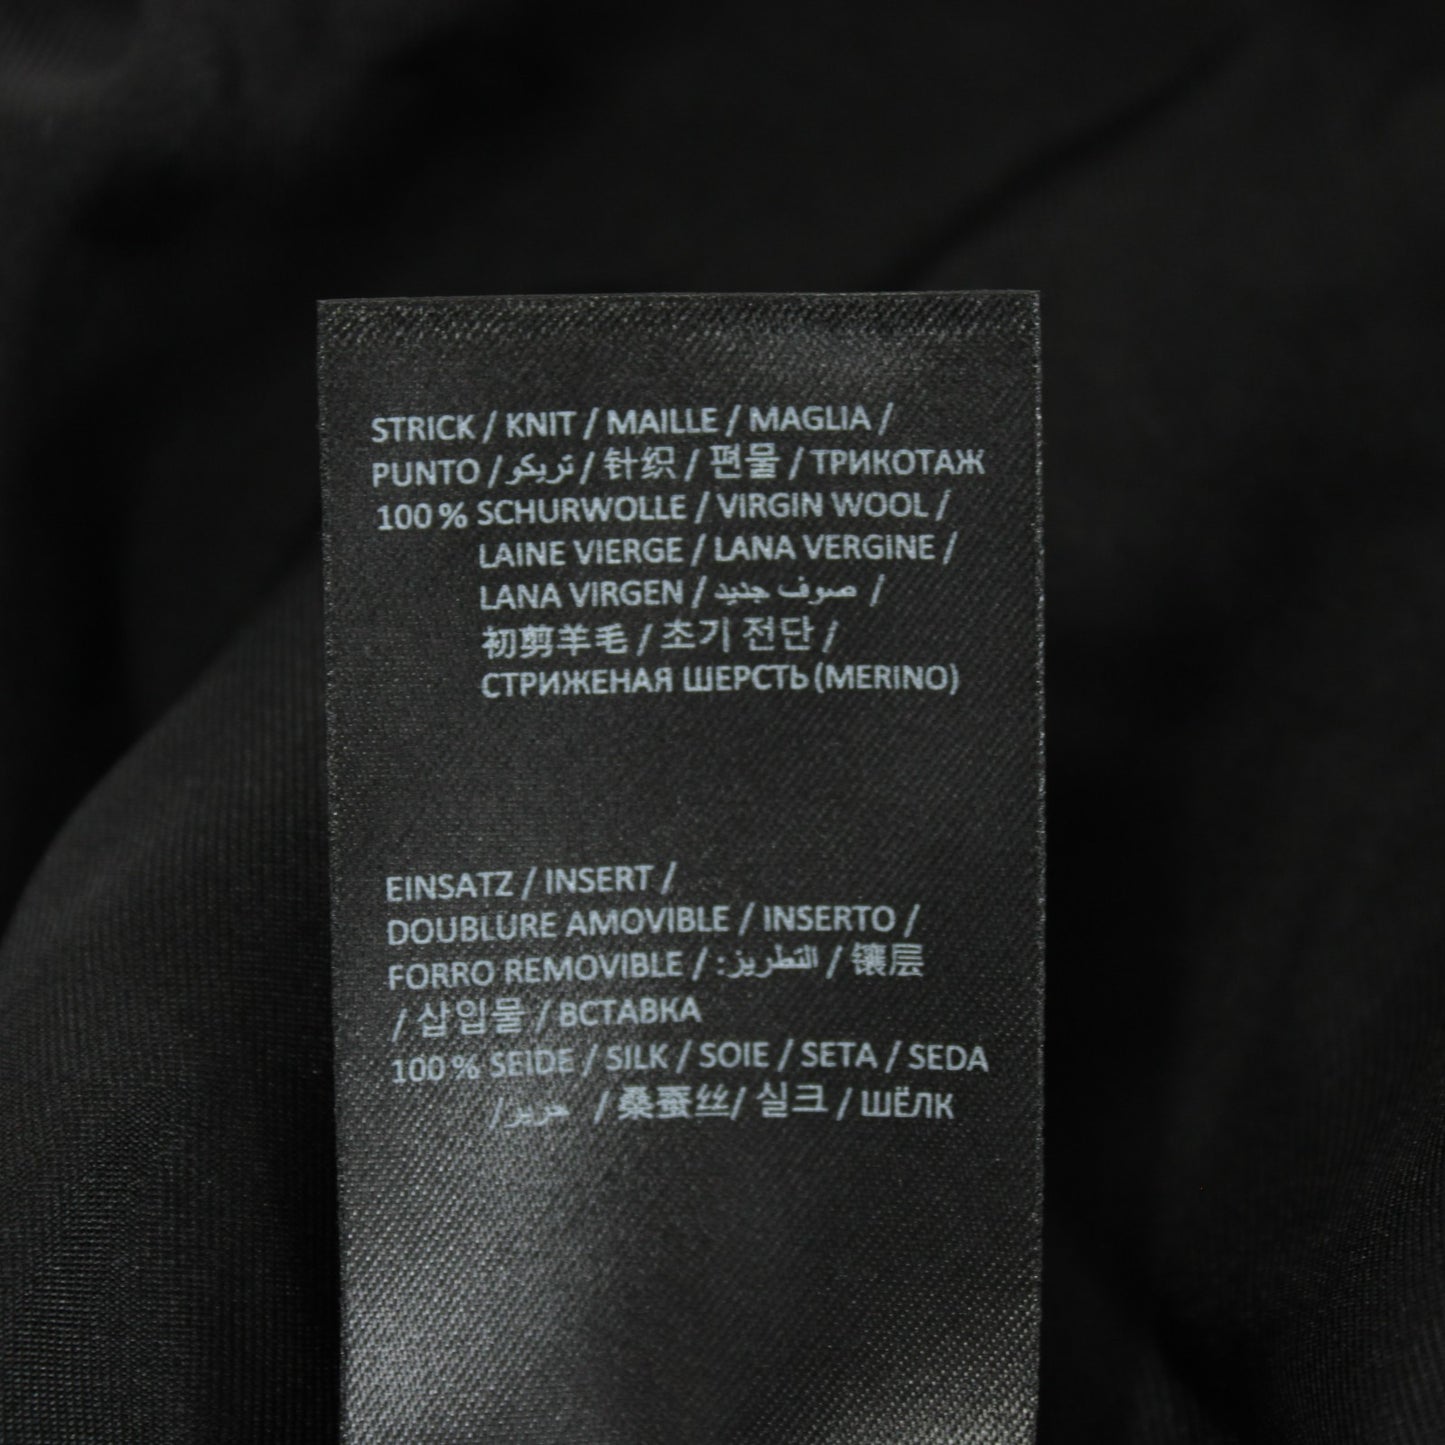 STRICK / KNIT / MAILLE / MAGLIA /
PUNTO / تريكو / 针织 / 편물 / ТРИКОТАЖ
100 % SCHURWOLLE / VIRGIN WOOL /
LAINE VIERGE / LANA VERGINE /
LANA VIRGEN / صوف جديد /
初剪羊毛 / 초기 전단 /
СТРИЖЕНАЯ ШЕРСТЬ (MERINO)
EINSATZ / INSERT /
DOUBLURE AMOVIBLE / INSERTO /
FORRO REMOVIBLE / التطريز: / 镶层
/ 삽입물 / ВСТАВКА
100 % SEIDE / SILK / SOIE / SETA / SEDA
/ حرير / 桑蚕丝/ 실크 / ШЁЛК